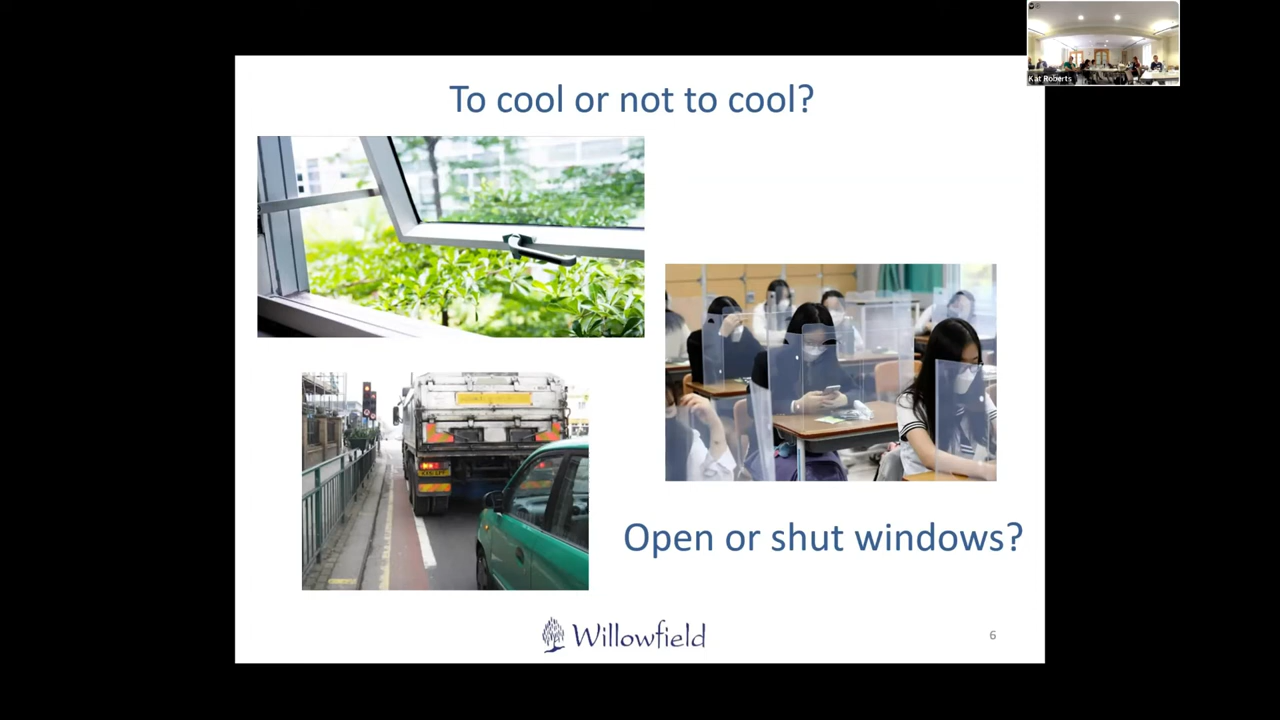 Kat Roberts
To cool or not to cool?
Open or shut windows?
Willowfield
6